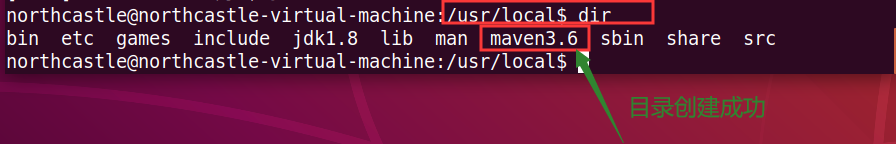 northcastle@northcastle-virtual-machine:/usr/local$ dir
bin etc games include jdk1.8 lib man maven3.6 sbin share src
northcastle@northcastle-virtual-machine:/usr/local$
目录创建成功